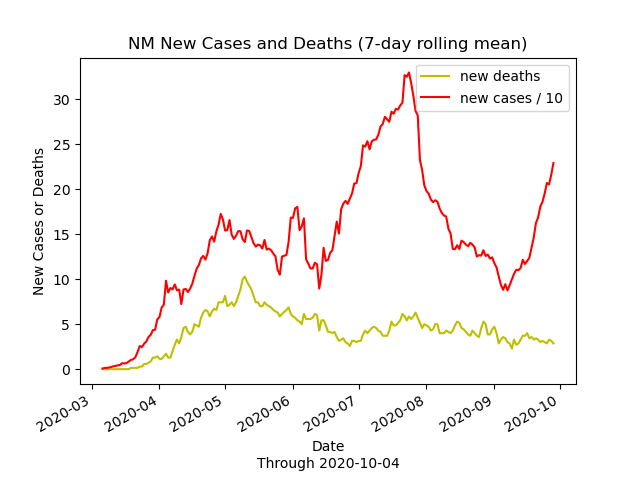 NM New Cases and Deaths (7-day rolling mean)
new deaths
new cases / 10
New Cases or Deaths
30
25
20
15
10
5
0
2020-03
2020-04
2020-05
2020-06
2020-07
2020-08
2020-09
2020-10
Date
Through 2020-10-04